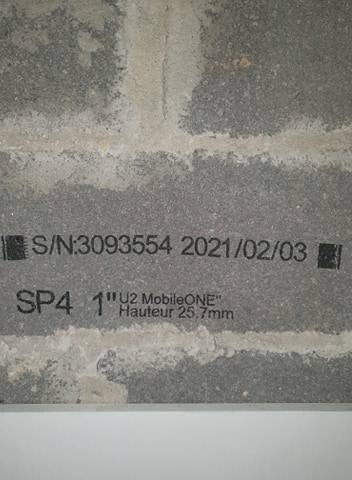 S/N:3093554 2021/02/03
SP4 1" U2 MobileONE"
Hauteur 25.7mm